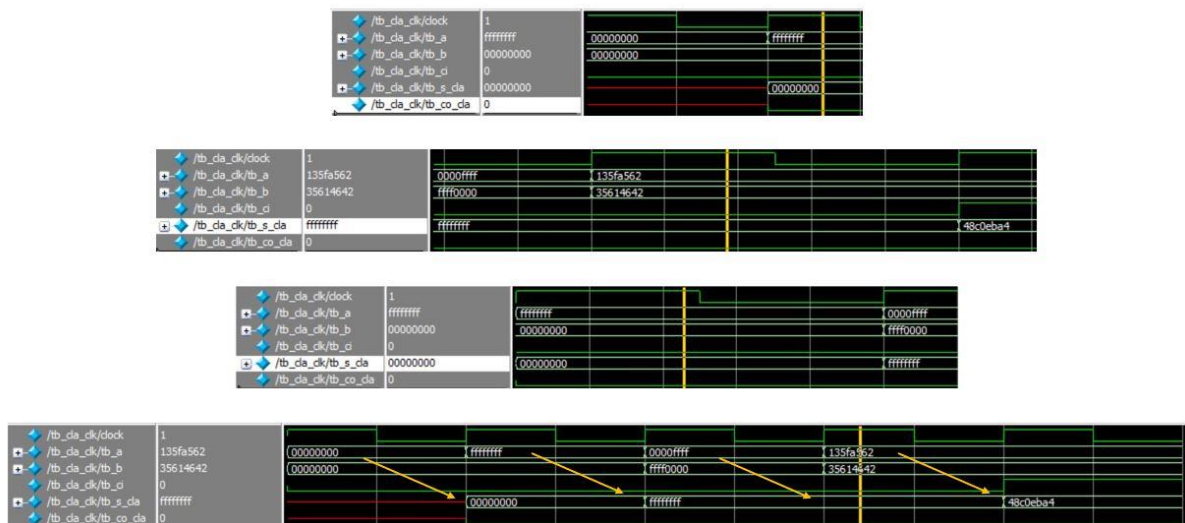 /tb_cla_clk/clock 1
/tb_cla_clk/tb_a ffffffff 00000000 ffffffff
/tb_cla_clk/tb_b 00000000 00000000
/tb_cla_clk/tb_ci 0
/tb_cla_clk/tb_s_cla 00000000 00000000
/tb_cla_clk/tb_co_cla 0
/tb_cla_clk/clock 1
/tb_cla_clk/tb_a 135fa562 0000ffff 135fa562
/tb_cla_clk/tb_b 35614642 ffff0000 35614642
/tb_cla_clk/tb_ci 0
/tb_cla_clk/tb_s_cla ffffffff ffffffff 48c0eba4
/tb_cla_clk/tb_co_cla 0
/tb_cla_clk/clock 1
/tb_cla_clk/tb_a ffffffff ffffffff 0000ffff
/tb_cla_clk/tb_b 00000000 00000000 ffff0000
/tb_cla_clk/tb_ci 0
/tb_cla_clk/tb_s_cla 00000000 00000000 ffffffff
/tb_cla_clk/tb_co_cla 0
/tb_cla_clk/clock 1
/tb_cla_clk/tb_a 135fa562 00000000 ffffffff 0000ffff 135fa562
/tb_cla_clk/tb_b 35614642 00000000 ffff0000 35614642
/tb_cla_clk/tb_ci 0
/tb_cla_clk/tb_s_cla ffffffff 00000000 ffffffff 48c0eba4
/tb_cla_clk/tb_co_cla 0